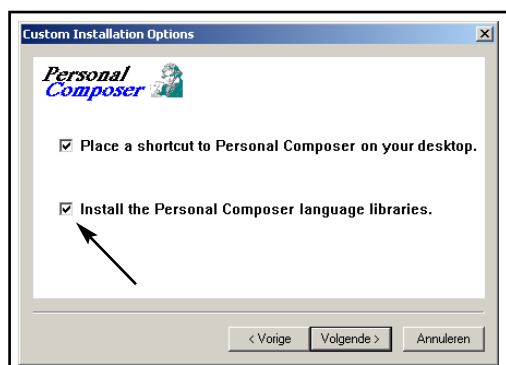 Custom Installation Options
Personal
Composer
Place a shortcut to Personal Composer on your desktop.
Install the Personal Composer language libraries.
< Vorige Volgende > Annuleren